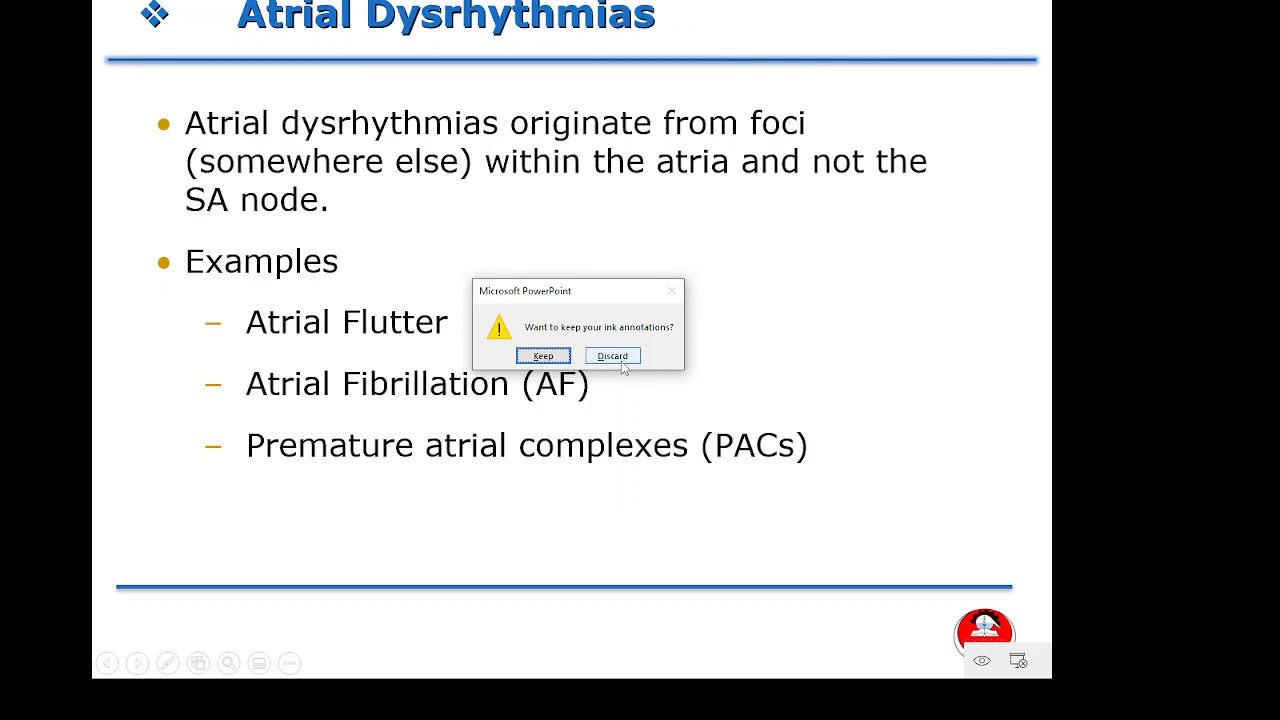 Atrial Dysrhythmias
Atrial dysrhythmias originate from foci
(somewhere else) within the atria and not the
SA node.
Examples
Microsoft PowerPoint
Want to keep your ink annotations?
Keep Discard
– Atrial Flutter
– Atrial Fibrillation (AF)
– Premature atrial complexes (PACs)